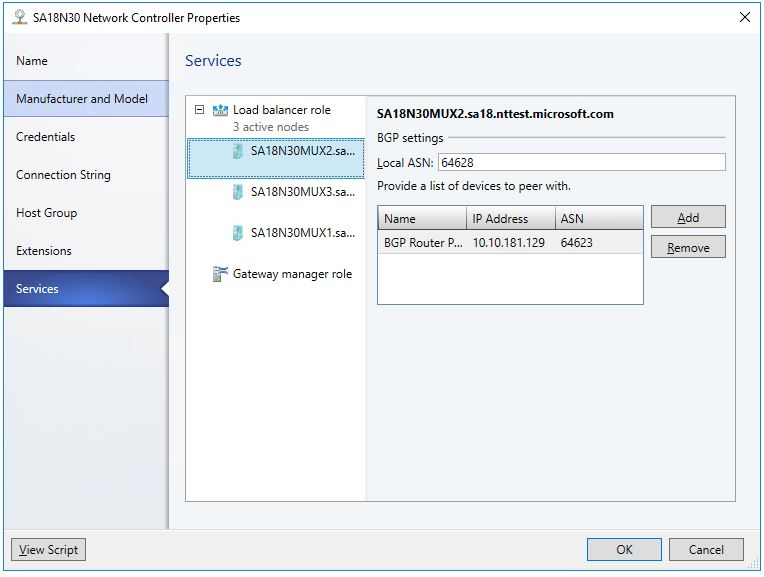 SA18N30 Network Controller Properties
Name
Manufacturer and Model
Credentials
Connection String
Host Group
Extensions
Services
Services
Load balancer role
3 active nodes
SA18N30MUX2.sa...
SA18N30MUX3.sa...
SA18N30MUX1.sa...
Gateway manager role
SA18N30MUX2.sa18.nttest.microsoft.com
BGP settings
Local ASN: 64628
Provide a list of devices to peer with.
Name IP Address ASN
BGP Router P... 10.10.181.129 64623
Add
Remove
View Script
OK Cancel